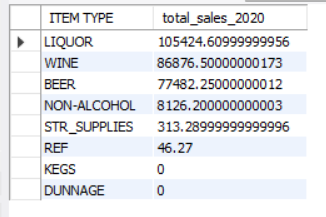 ITEM TYPE total_sales_2020
LIQUOR 105424.60999999956
WINE 86876.50000000173
BEER 77482.25000000012
NON-ALCOHOL 8126.200000000003
STR_SUPPLIES 313.28999999999996
REF 46.27
KEGS 0
DUNNAGE 0